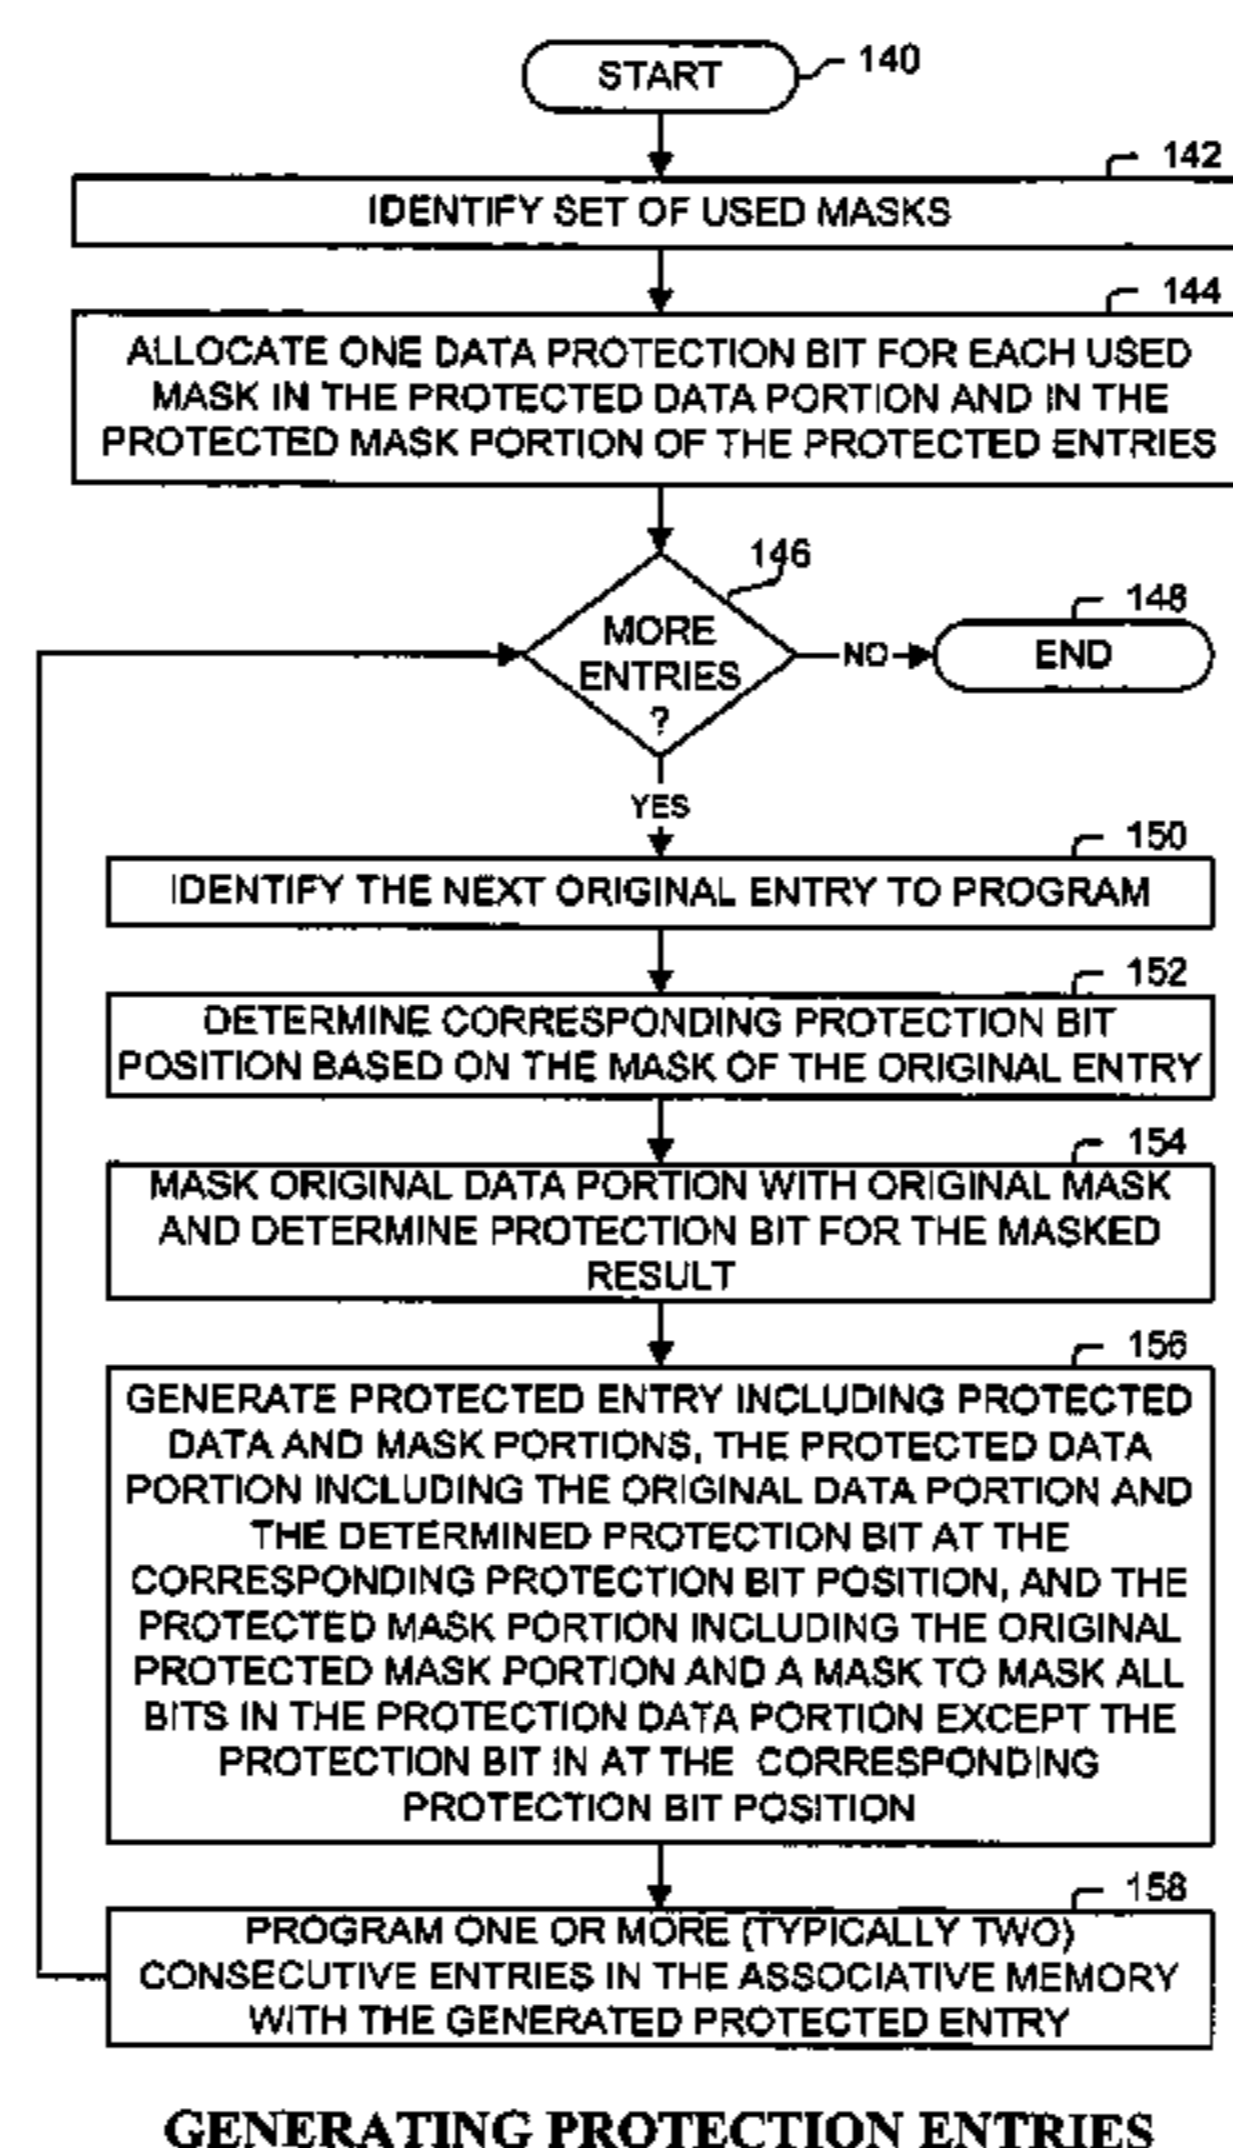 START
140
142
IDENTIFY SET OF USED MASKS
144
ALLOCATE ONE DATA PROTECTION BIT FOR EACH USED
MASK IN THE PROTECTED DATA PORTION AND IN THE
PROTECTED MASK PORTION OF THE PROTECTED ENTRIES
146
MORE
ENTRIES
?
NO
148
END
YES
150
IDENTIFY THE NEXT ORIGINAL ENTRY TO PROGRAM
152
DETERMINE CORRESPONDING PROTECTION BIT
POSITION BASED ON THE MASK OF THE ORIGINAL ENTRY
154
MASK ORIGINAL DATA PORTION WITH ORIGINAL MASK
AND DETERMINE PROTECTION BIT FOR THE MASKED
RESULT
156
GENERATE PROTECTED ENTRY INCLUDING PROTECTED
DATA AND MASK PORTIONS, THE PROTECTED DATA
PORTION INCLUDING THE ORIGINAL DATA PORTION AND
THE DETERMINED PROTECTION BIT AT THE
CORRESPONDING PROTECTION BIT POSITION, AND THE
PROTECTED MASK PORTION INCLUDING THE ORIGINAL
PROTECTED MASK PORTION AND A MASK TO MASK ALL
BITS IN THE PROTECTION DATA PORTION EXCEPT THE
PROTECTION BIT IN AT THE CORRESPONDING
PROTECTION BIT POSITION
158
PROGRAM ONE OR MORE (TYPICALLY TWO)
CONSECUTIVE ENTRIES IN THE ASSOCIATIVE MEMORY
WITH THE GENERATED PROTECTED ENTRY
GENERATING PROTECTION ENTRIES